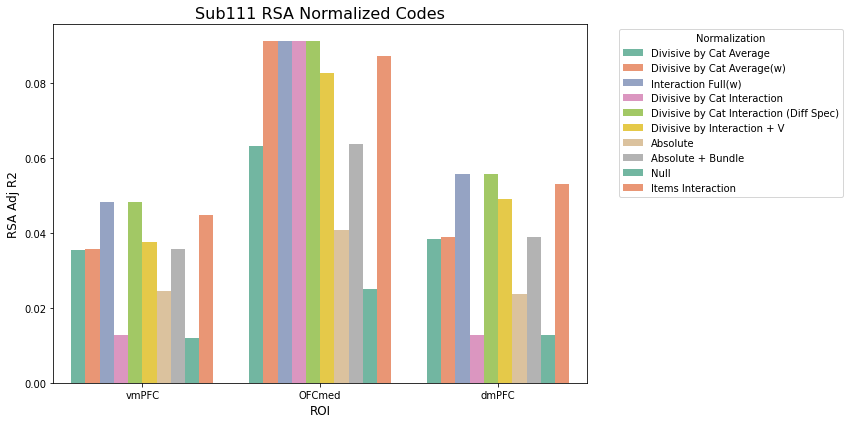 Sub111 RSA Normalized Codes
RSA Adj R2
0.08
0.06
0.04
0.02
0.00
vmPFC
OFCmed
dmPFC
ROI
Normalization
Divisive by Cat Average
Divisive by Cat Average(w)
Interaction Full(w)
Divisive by Cat Interaction
Divisive by Cat Interaction (Diff Spec)
Divisive by Interaction + V
Absolute
Absolute + Bundle
Null
Items Interaction